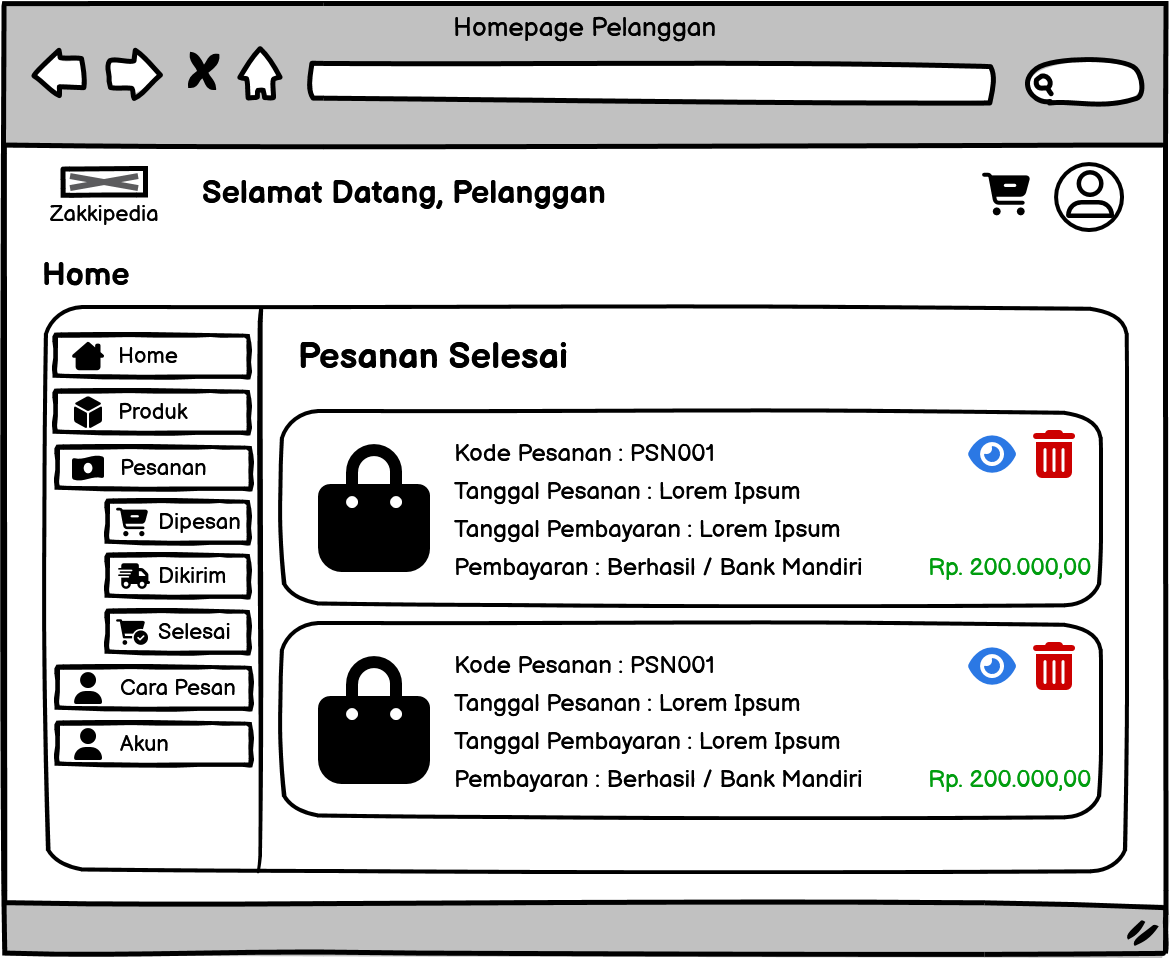 Homepage Pelanggan
Zakkipedia
Selamat Datang, Pelanggan
Home
Home
Produk
Pesanan
Dipesan
Dikirim
Selesai
Cara Pesan
Akun
Pesanan Selesai
Kode Pesanan : PSN001
Tanggal Pesanan : Lorem Ipsum
Tanggal Pembayaran : Lorem Ipsum
Pembayaran : Berhasil / Bank Mandiri Rp. 200.000,00
Kode Pesanan : PSN001
Tanggal Pesanan : Lorem Ipsum
Tanggal Pembayaran : Lorem Ipsum
Pembayaran : Berhasil / Bank Mandiri Rp. 200.000,00